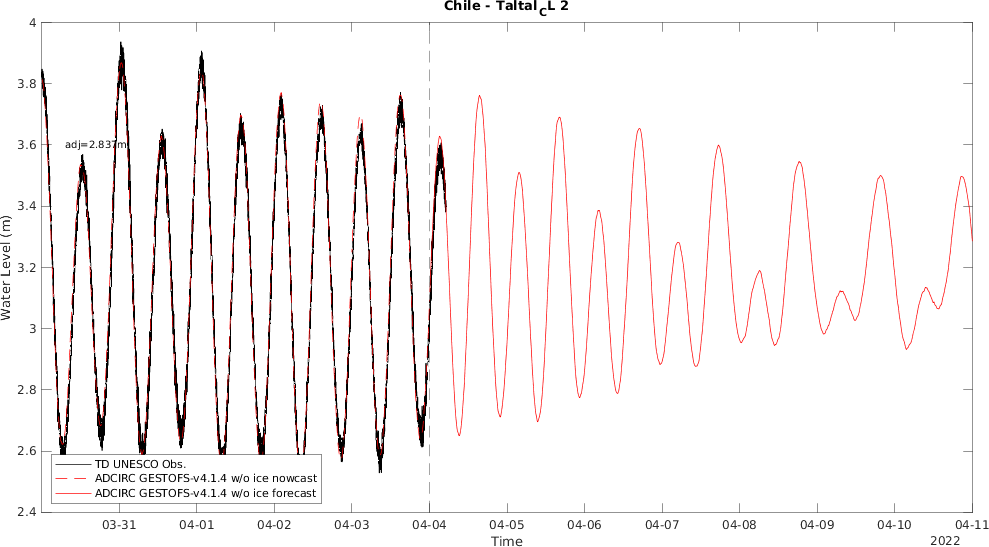 Chile - Taltal_CL 2
4
3.8
adj=2.837m
3.6
3.4
3.2
3
2.8
2.6
2.4
Water Level (m)
TD UNESCO Obs.
ADCIRC GESTOFS-v4.1.4 w/o ice nowcast
ADCIRC GESTOFS-v4.1.4 w/o ice forecast
03-31 04-01 04-02 04-03 04-04 04-05 04-06 04-07 04-08 04-09 04-10 04-11
Time
2022